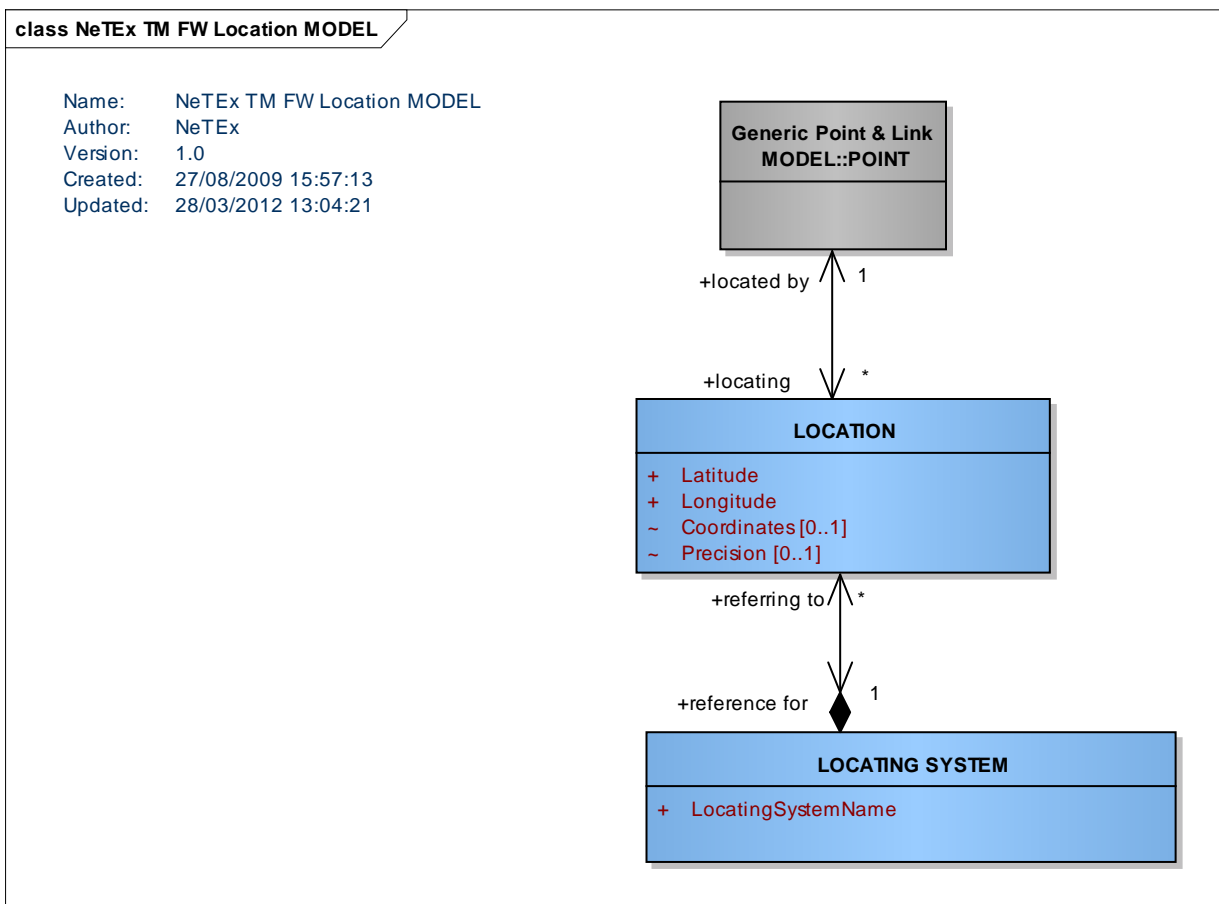 class NeTEx TM FW Location MODEL
Name: NeTEx TM FW Location MODEL
Author: NeTEx
Version: 1.0
Created: 27/08/2009 15:57:13
Updated: 28/03/2012 13:04:21
Generic Point & Link
MODEL::POINT
+located by 1
+locating *
LOCATION
+ Latitude
+ Longitude
~ Coordinates [0..1]
~ Precision [0..1]
+referring to *
+reference for 1
LOCATING SYSTEM
+ LocatingSystemName